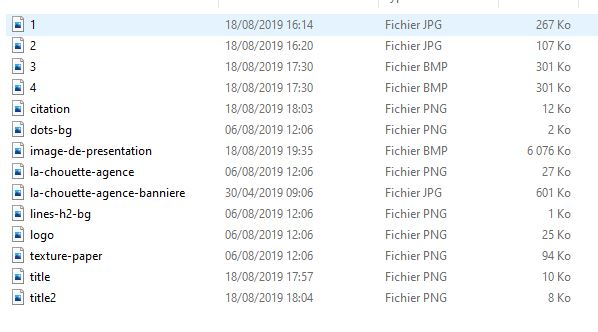 1 18/08/2019 16:14 Fichier JPG 267 Ko
2 18/08/2019 16:20 Fichier JPG 107 Ko
3 18/08/2019 17:30 Fichier BMP 301 Ko
4 18/08/2019 17:30 Fichier BMP 301 Ko
citation 18/08/2019 18:03 Fichier PNG 12 Ko
dots-bg 06/08/2019 12:06 Fichier PNG 2 Ko
image-de-presentation 18/08/2019 19:35 Fichier BMP 6 076 Ko
la-chouette-agence 06/08/2019 12:06 Fichier PNG 27 Ko
la-chouette-agence-banniere 30/04/2019 09:06 Fichier JPG 601 Ko
lines-h2-bg 06/08/2019 12:06 Fichier PNG 1 Ko
logo 06/08/2019 12:06 Fichier PNG 25 Ko
texture-paper 06/08/2019 12:06 Fichier PNG 94 Ko
title 18/08/2019 17:57 Fichier PNG 10 Ko
title2 18/08/2019 18:04 Fichier PNG 8 Ko